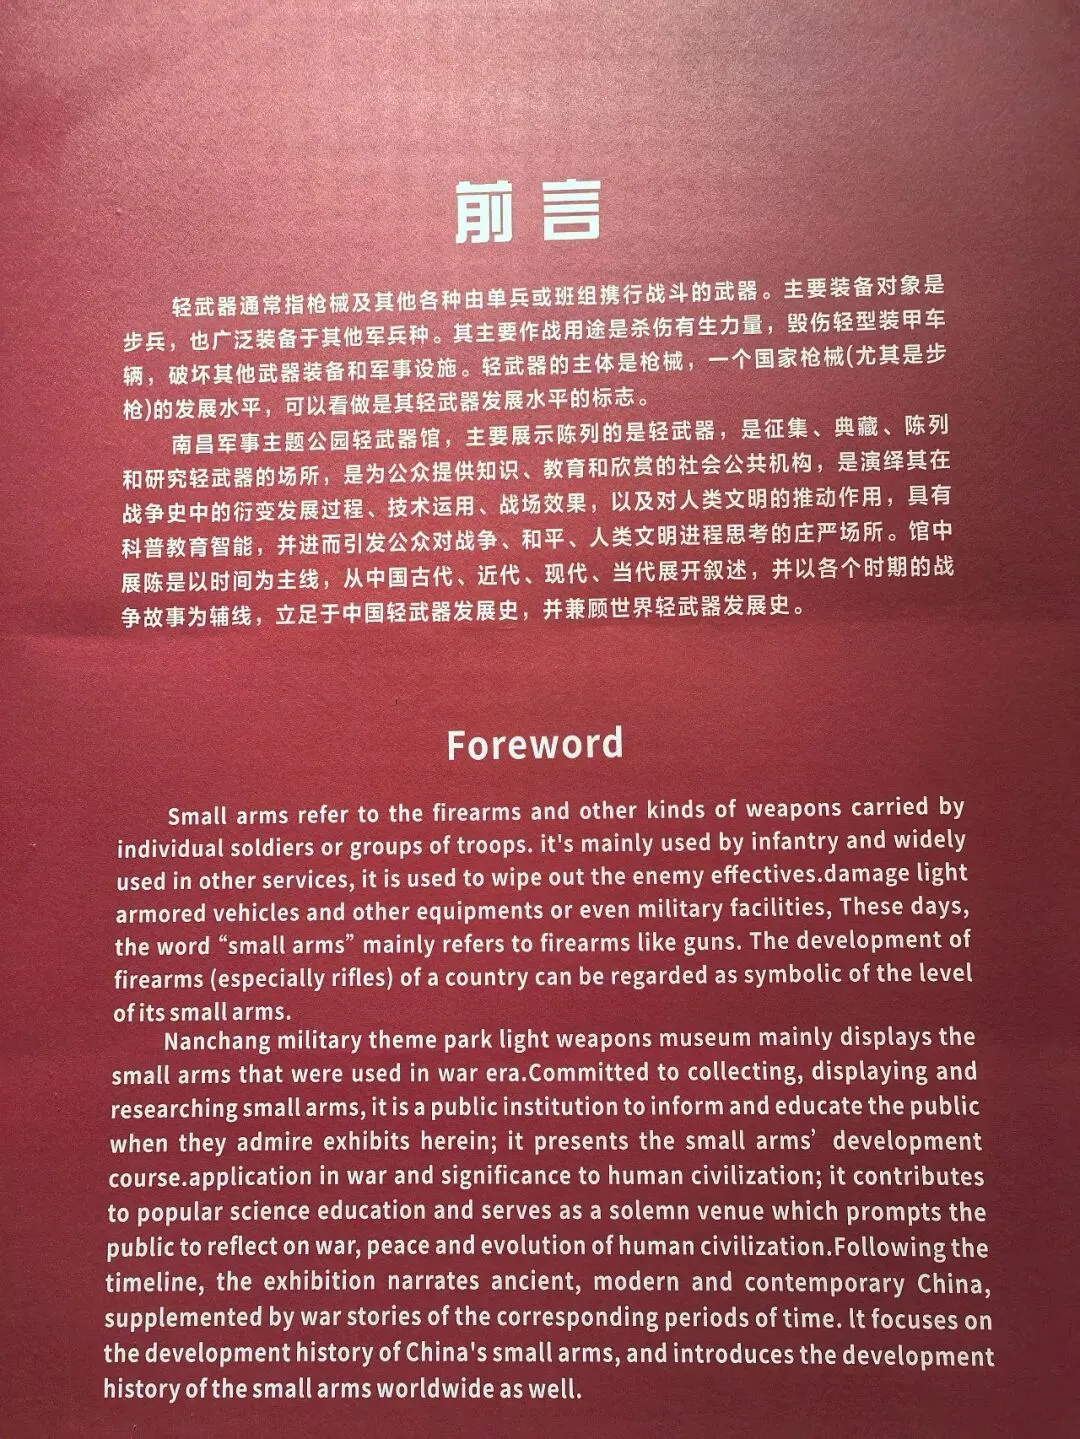 前言
轻武器通常指枪械及其他各种由单兵或班组携行战斗的武器。主要装备对象是
步兵，也广泛装备于其他军兵种。其主要作战用途是杀伤有生力量，毁伤轻型装甲车
辆，破坏其他武器装备和军事设施。轻武器的主体是枪械，一个国家枪械(尤其是步
枪)的发展水平，可以看做是其轻武器发展水平的标志。
南昌军事主题公园轻武器馆，主要展示陈列的是轻武器，是征集、典藏、陈列
和研究轻武器的场所，是为公众提供知识、教育和欣赏的社会公共机构，是演绎其在
战争史中的衍变发展过程、技术运用、战场效果，以及对人类文明的推动作用，具有
科普教育智能，并进而引发公众对战争、和平、人类文明进程思考的庄严场所。馆中
展陈是以时间为主线，从中国古代、近代、现代、当代展开叙述，并以各个时期的战
争故事为辅线，立足于中国轻武器发展史，并兼顾世界轻武器发展史。
Foreword
Small arms refer to the firearms and other kinds of weapons carried by
individual soldiers or groups of troops. it's mainly used by infantry and widely
used in other services, it is used to wipe out the enemy effectives.damage light
armored vehicles and other equipments or even military facilities, These days,
the word “small arms” mainly refers to firearms like guns. The development of
firearms (especially rifles) of a country can be regarded as symbolic of the level
of its small arms.
Nanchang military theme park light weapons museum mainly displays the
small arms that were used in war era.Committed to collecting, displaying and
researching small arms, it is a public institution to inform and educate the public
when they admire exhibits herein; it presents the small arms’ development
course.application in war and significance to human civilization; it contributes
to popular science education and serves as a solemn venue which prompts the
public to reflect on war, peace and evolution of human civilization.Following the
timeline, the exhibition narrates ancient, modern and contemporary China,
supplemented by war stories of the corresponding periods of time. lt focuses on
the development history of China's small arms, and introduces the development
history of the small arms worldwide as well.